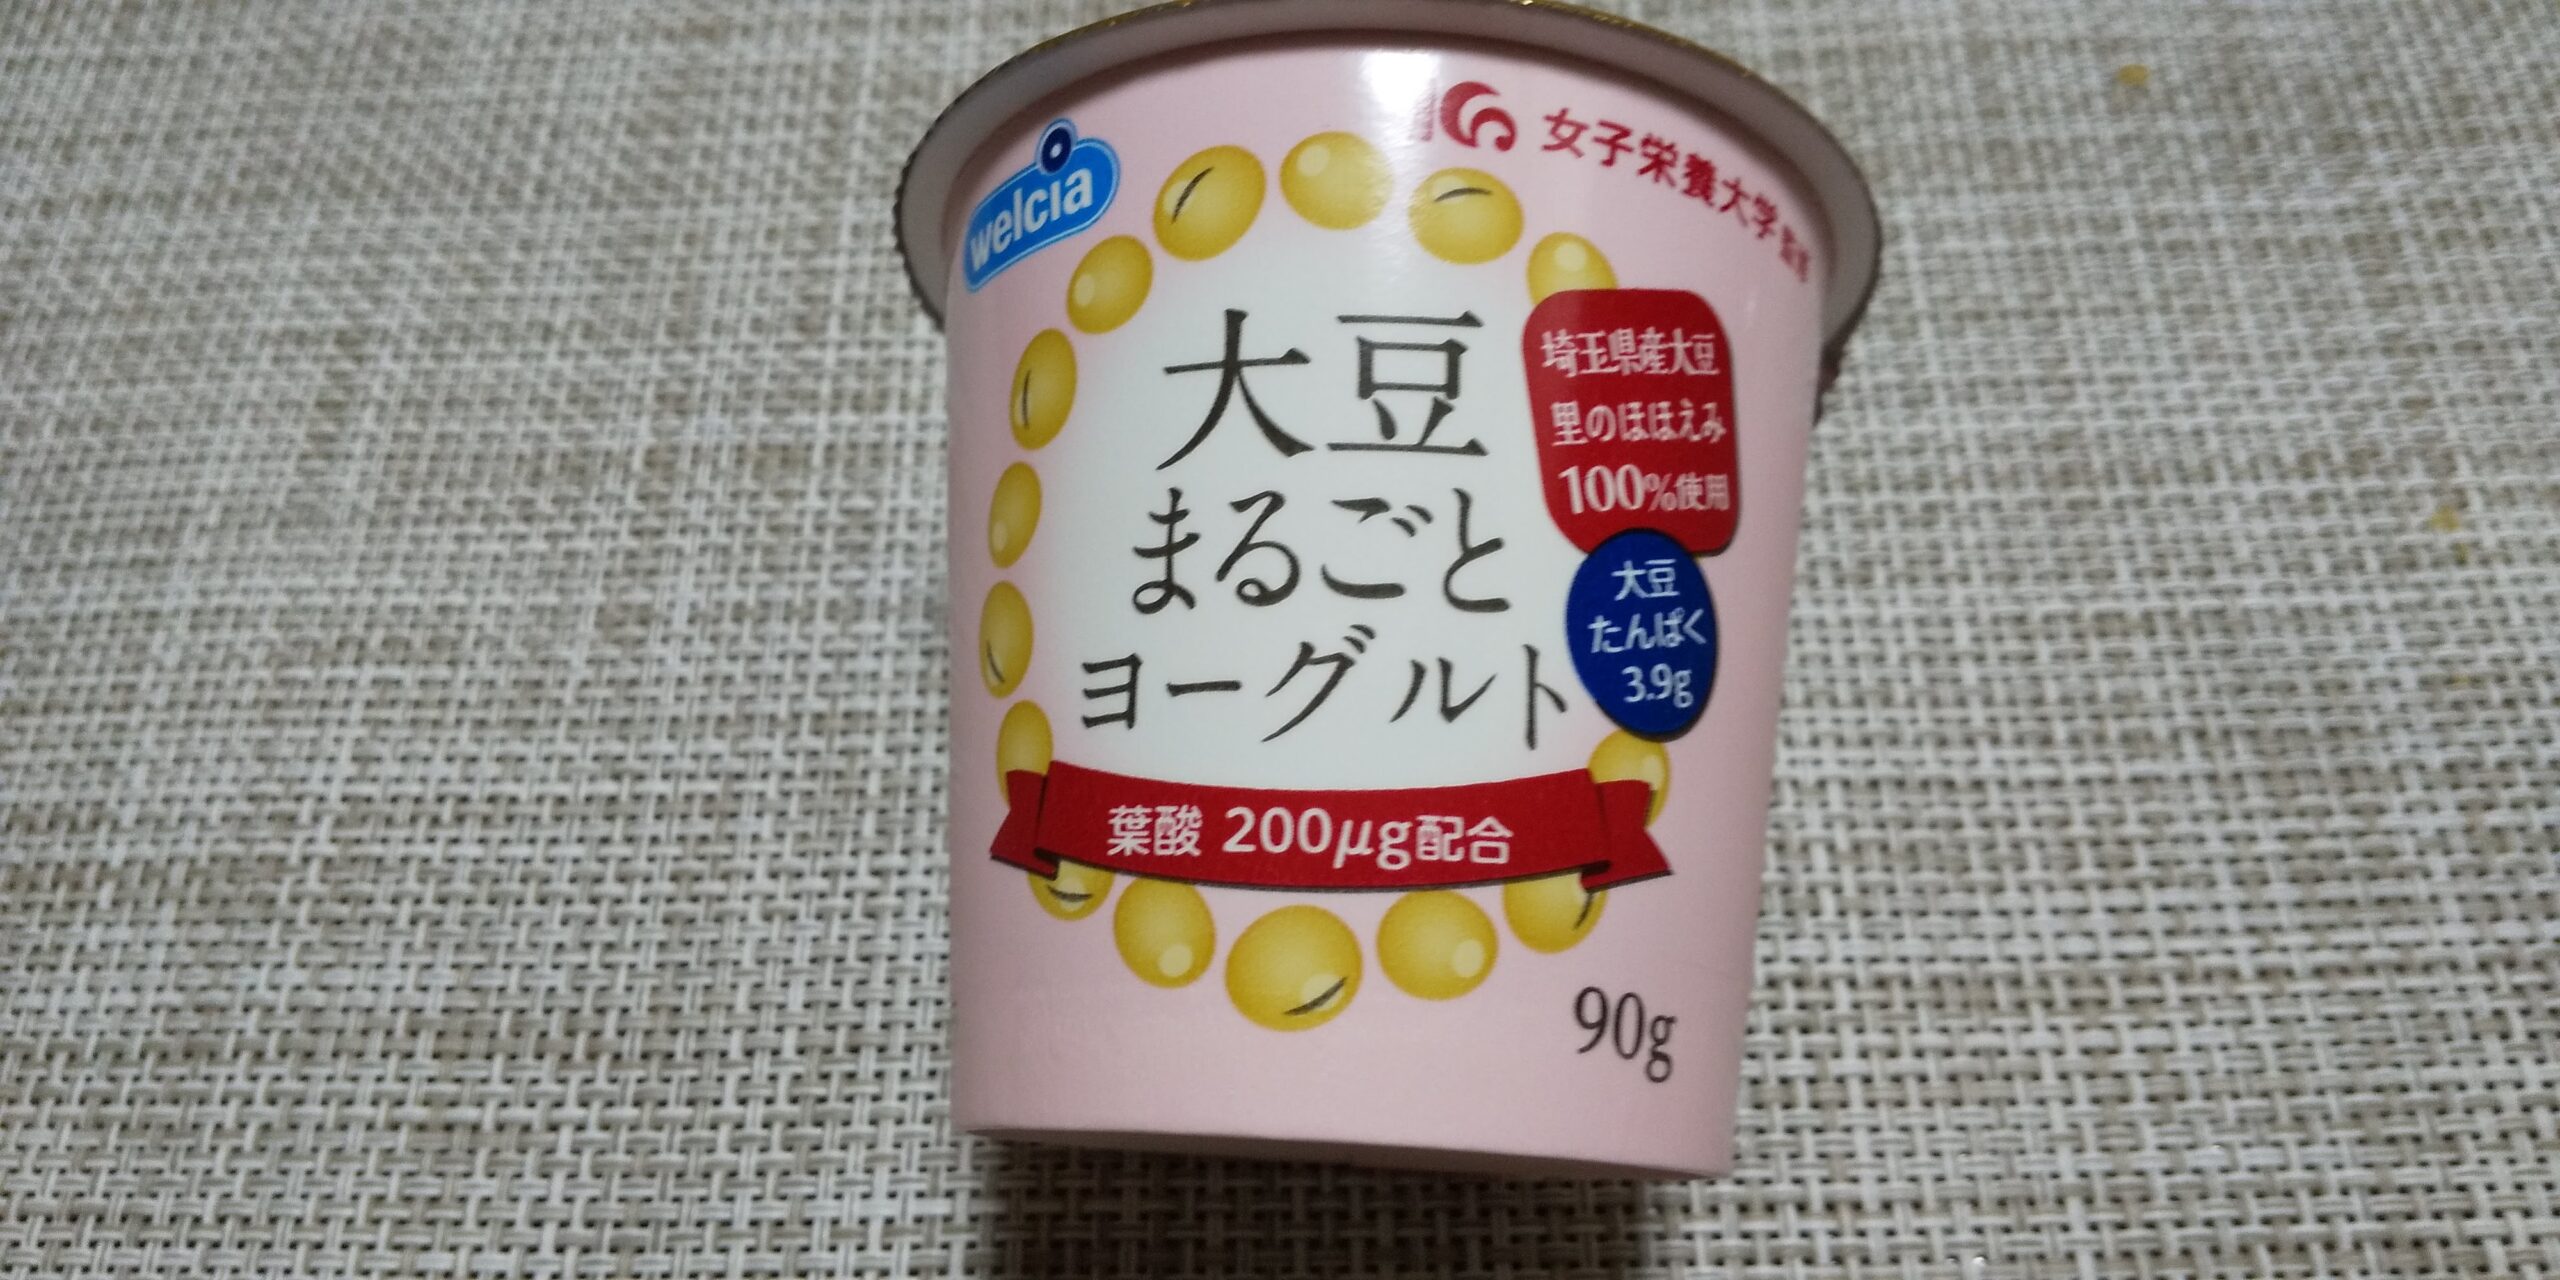 welcia
女子栄養大学監修
大豆
まるごと
ヨーグルト
埼玉県産大豆
里のほほえみ
100%使用
大豆
たんぱく
3.9g
葉酸 200μg配合
90g